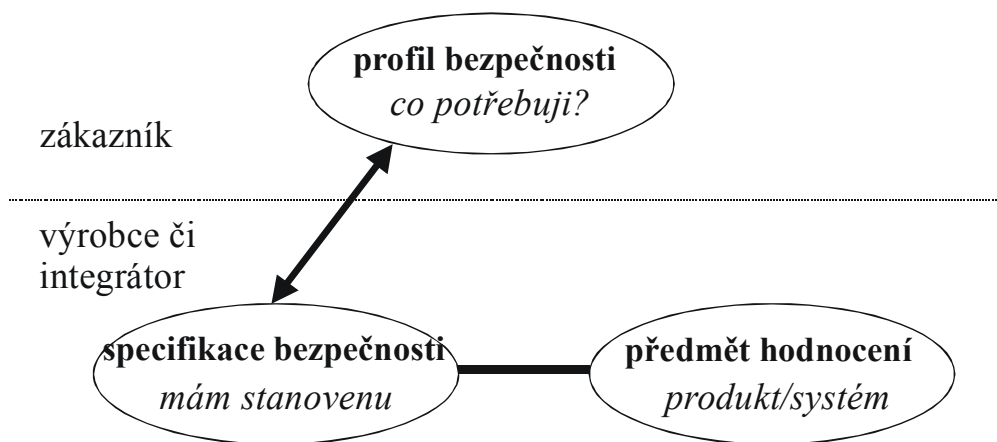 profil bezpečnosti
co potřebuji?
zákazník
výrobce či
integrátor
specifikace bezpečnosti
mám stanovenu
předmět hodnocení
produkt/systém